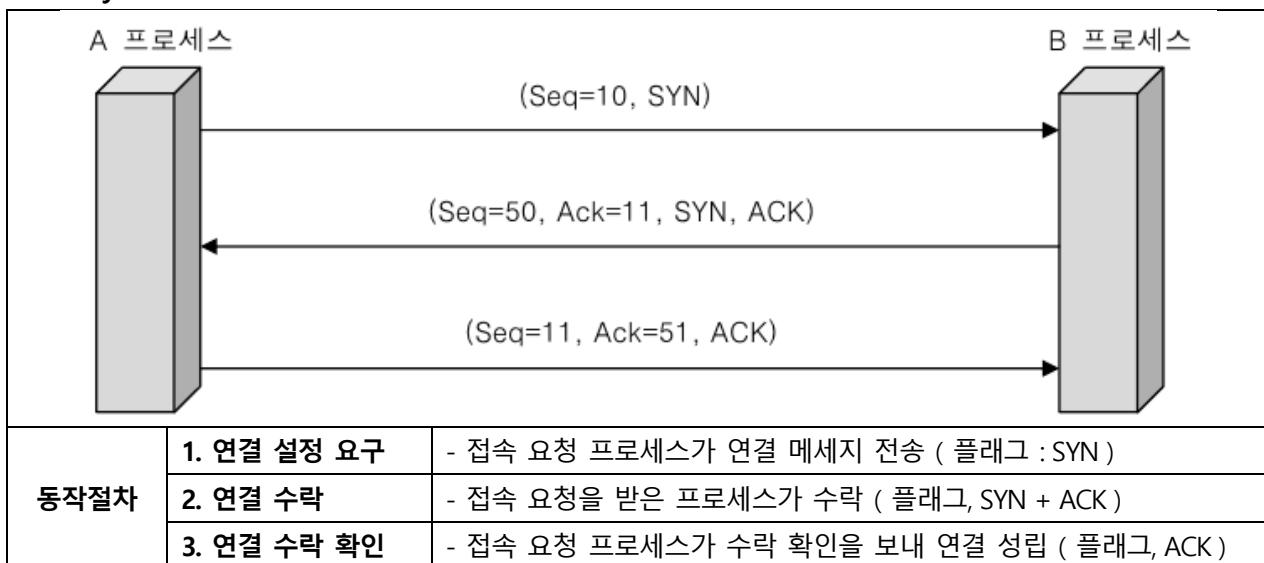 A 프로세스
B 프로세스
(Seq=10, SYN)
(Seq=50, Ack=11, SYN, ACK)
(Seq=11, Ack=51, ACK)
동작절차
1. 연결 설정 요구
- 접속 요청 프로세스가 연결 메세지 전송 ( 플래그 : SYN )
2. 연결 수락
- 접속 요청을 받은 프로세스가 수락 ( 플래그, SYN + ACK )
3. 연결 수락 확인
- 접속 요청 프로세스가 수락 확인을 보내 연결 성립 ( 플래그, ACK )